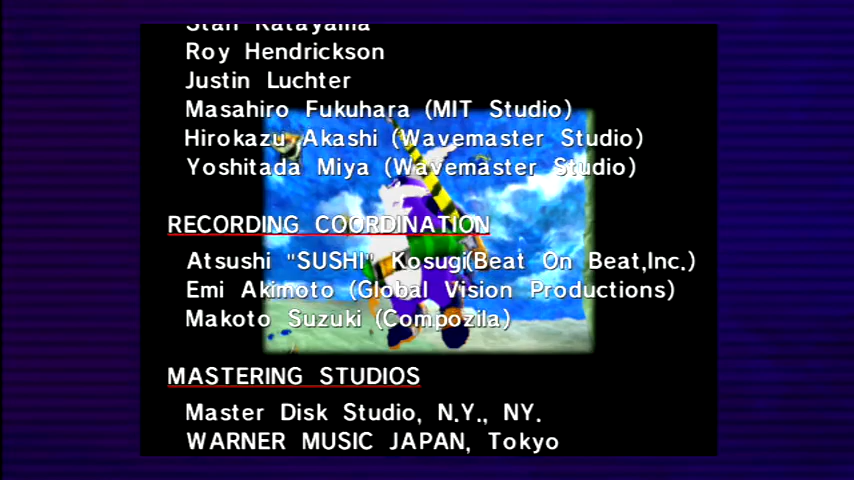 Stan Katayama
Roy Hendrickson
Justin Luchter
Masahiro Fukuhara (MIT Studio)
Hirokazu Akashi (Wavemaster Studio)
Yoshitada Miya (Wavemaster Studio)
RECORDING COORDINATION
Atsushi "SUSHI" Kosugi(Beat On Beat,Inc.)
Emi Akimoto (Global Vision Productions)
Makoto Suzuki (Compozila)
MASTERING STUDIOS
Master Disk Studio, N.Y., NY.
WARNER MUSIC JAPAN, Tokyo